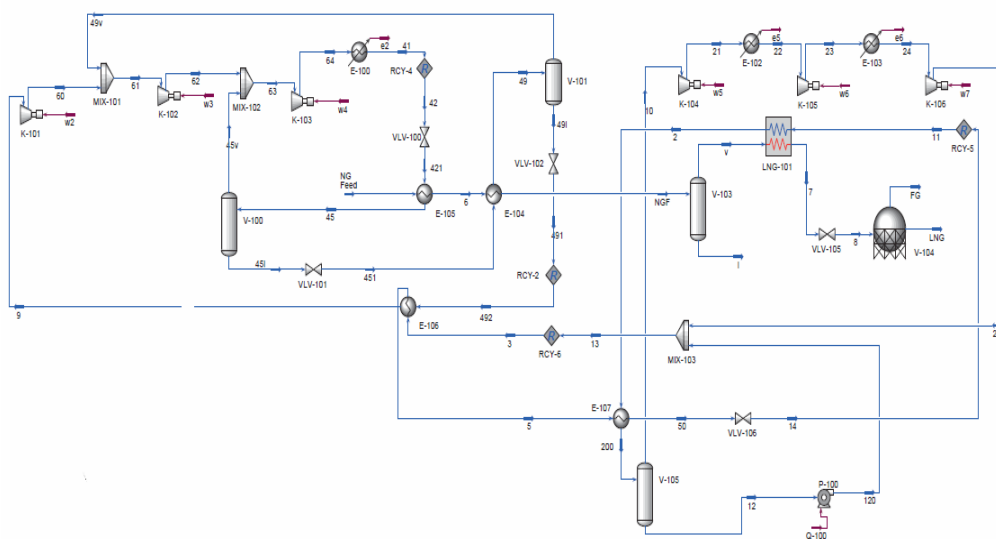 49v
60
MIX-101
61
K-101
w2
62
w3
K-102
MIX-102
63
64
w4
K-103
e2
E-100
41
RCY-4
42
VLV-100
421
45v
NG
Feed
6
E-105
E-104
49
V-101
49l
VLV-102
491
RCY-2
492
45
V-100
45l
VLV-101
451
9
E-106
3
RCY-6
13
MIX-103
5
E-107
50
VLV-106
14
200
V-105
12
P-100
120
Q-100
10
K-104
w5
21
e5
E-102
22
K-105
w6
23
e6
E-103
24
K-106
w7
2
LNG-101
11
RCY-5
v
NGF
V-103
l
7
VLV-105
8
FG
LNG
V-104
2